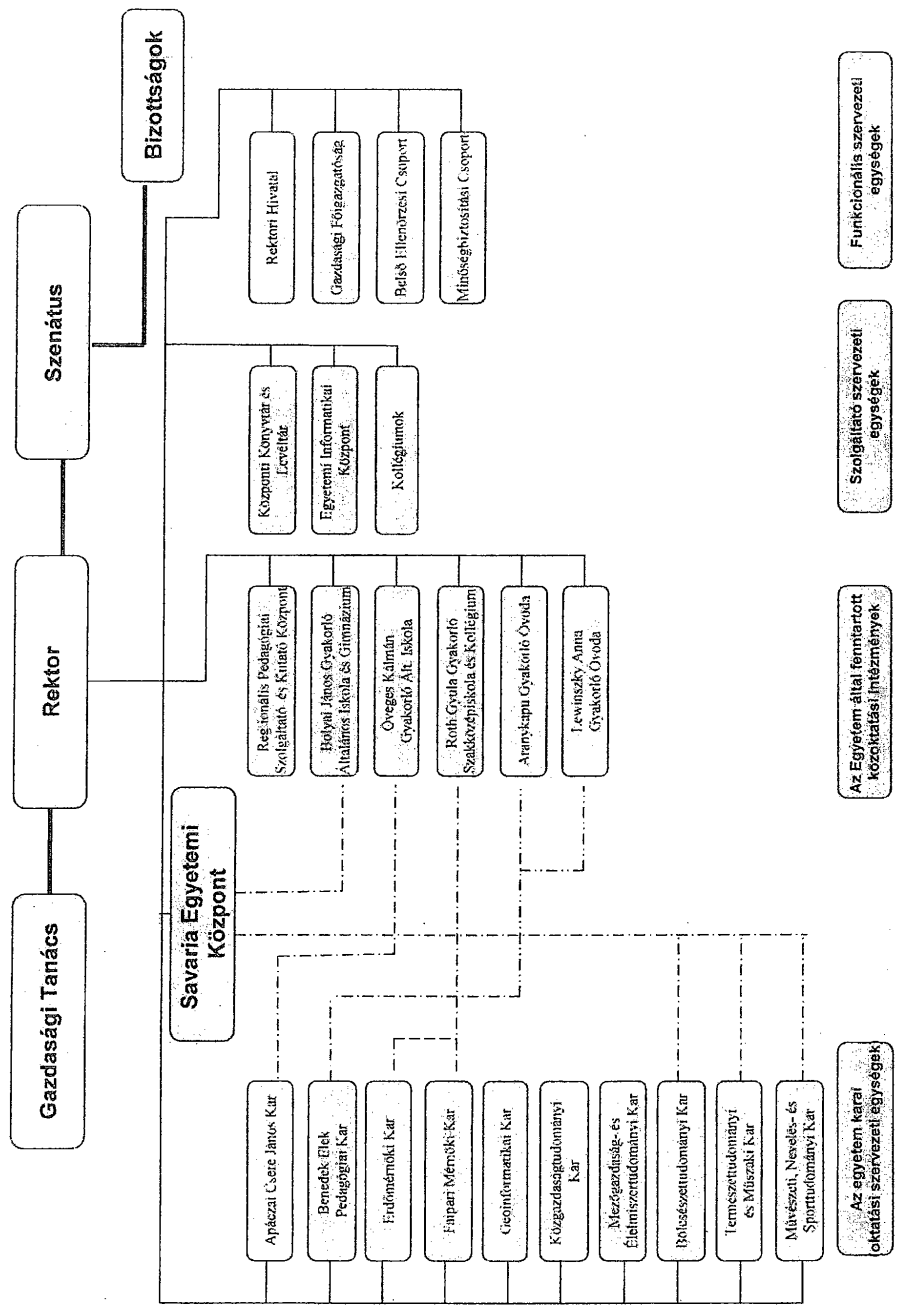 Gazdasági Tanács
Rektor
Szenátus
Bizottságok
Savaria Egyetemi
Központ
Apáczai Csere János Kar
Benedek Elek
Pedagógiai Kar
Erdőmérnöki Kar
Faipari Mérnöki Kar
Geoinformatikai Kar
Közgazdaságtudományi
Kar
Mezőgazdaság- és
Élelmiszertudományi Kar
Bölcsészettudományi Kar
Természettudományi
és Műszaki Kar
Művészeti, Nevelés- és
Sporttudományi Kar
Az egyetem karai
(oktatási szervezeti egységek)
Regionális Pedagógiai
Szolgáltató és Kutató Központ
Bolyai János Gyakorló
Általános Iskola és Gimnázium
Öveges Kálmán
Gyakorló Ált. Iskola
Roth Gyula Gyakorló
Szakközépiskola és Kollégium
Aranykapu Gyakorló Óvoda
Lewinszky Anna
Gyakorló Óvoda
Az Egyetem által fenntartott
közoktatási Intézmények
Központi Könyvtár és
Levéltár
Egyetemi Informatikai
Központ
Kollégiumok
Szolgáltató szervezeti
egységek
Rektori Hivatal
Gazdasági Főigazgatóság
Belső Ellenőrzési Csoport
Minőségbiztosítási Csoport
Funkcionális szervezeti
egységek